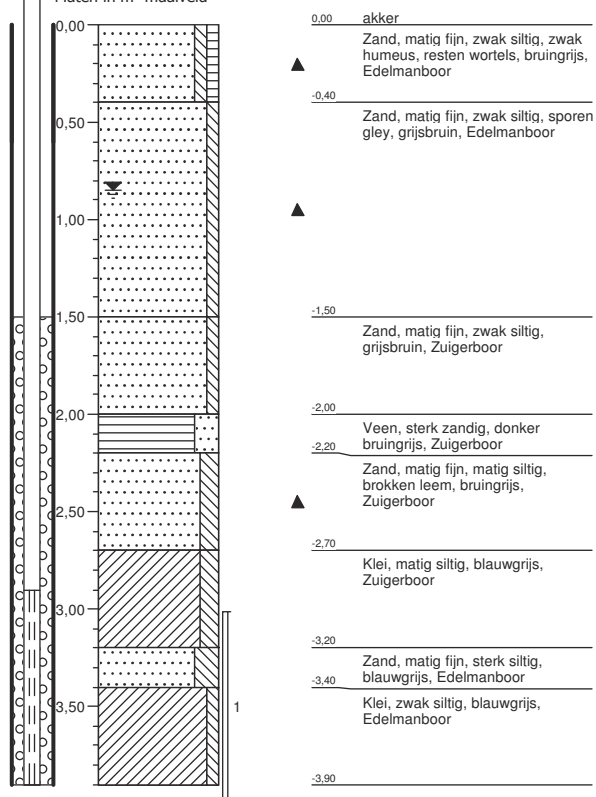 0,00
0,50
1,00
1,50
2,00
2,50
3,00
3,50
1
0,00 akker
Zand, matig fijn, zwak siltig, zwak
humeus, resten wortels, bruingrijs,
Edelmanboor
-0,40
Zand, matig fijn, zwak siltig, sporen
gley, grijsbruin, Edelmanboor
-1,50
Zand, matig fijn, zwak siltig,
grijsbruin, Zuigerboor
-2,00
Veen, sterk zandig, donker
bruingrijs, Zuigerboor
-2,20
Zand, matig fijn, matig siltig,
brokken leem, bruingrijs,
Zuigerboor
-2,70
Klei, matig siltig, blauwgrijs,
Zuigerboor
-3,20
Zand, matig fijn, sterk siltig,
blauwgrijs, Edelmanboor
-3,40
Klei, zwak siltig, blauwgrijs,
Edelmanboor
-3,90